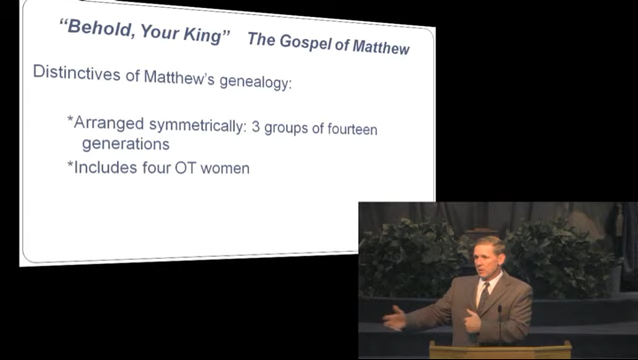 “Behold, Your King” The Gospel of Matthew
Distinctives of Matthew's genealogy:
*Arranged symmetrically: 3 groups of fourteen
generations
*Includes four OT women